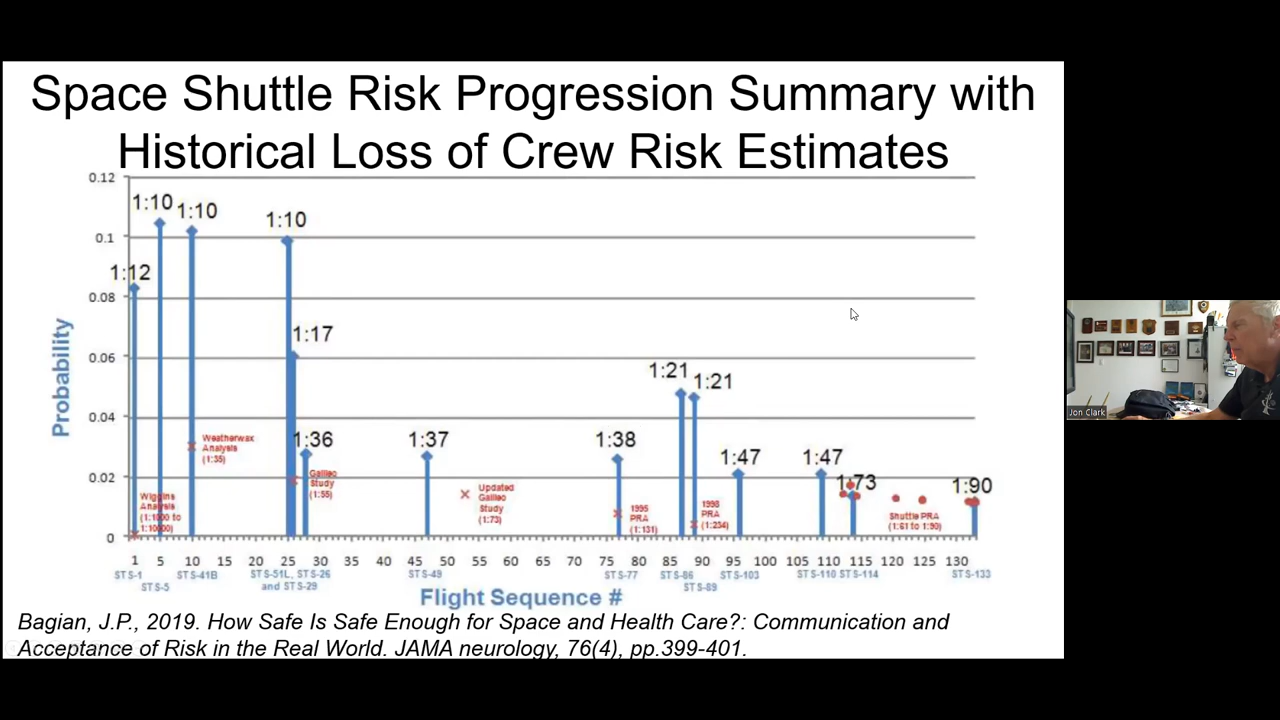 Space Shuttle Risk Progression Summary with
Historical Loss of Crew Risk Estimates
0.12
0.1
0.08
0.06
0.04
0.02
0
Probability
1:12
1:10
1:10
1:10
1:17
1:36
1:37
1:38
1:21
1:21
1:47
1:47
1:73
1:90
Wiggins
Analysis
(1:1000 to
1:10000)
Weatherwax
Analysis
(1:35)
Galileo
Study
(1:55)
Updated
Galileo
Study
(1:73)
1995
PRA
(1:131)
1998
PRA
(1:234)
Shuttle PRA
(1:61 to 1:90)
1 5 10 15 20 25 30 35 40 45 50 55 60 65 70 75 80 85 90 95 100 105 110 115 120 125 130
STS-1
STS-5
STS-41B
STS-51L, STS-26
and STS-29
STS-49
STS-77
STS-86
STS-89
STS-103
STS-110 STS-114
STS-133
Flight Sequence #
Bagian, J.P., 2019. How Safe Is Safe Enough for Space and Health Care?: Communication and
Acceptance of Risk in the Real World. JAMA neurology, 76(4), pp.399-401.
Jon Clark